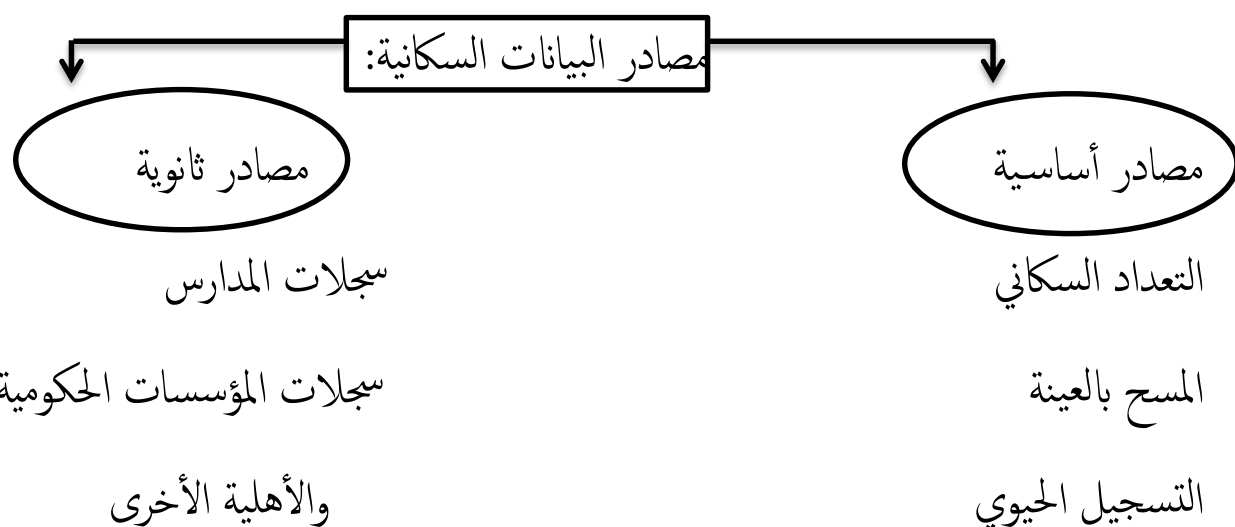 مصادر البيانات السكانية:
مصادر أساسية
التعداد السكاني
المسح بالعينة
التسجيل الحيوي
مصادر ثانوية
سجلات المدارس
سجلات المؤسسات الحكومية
والأهلية الأخرى